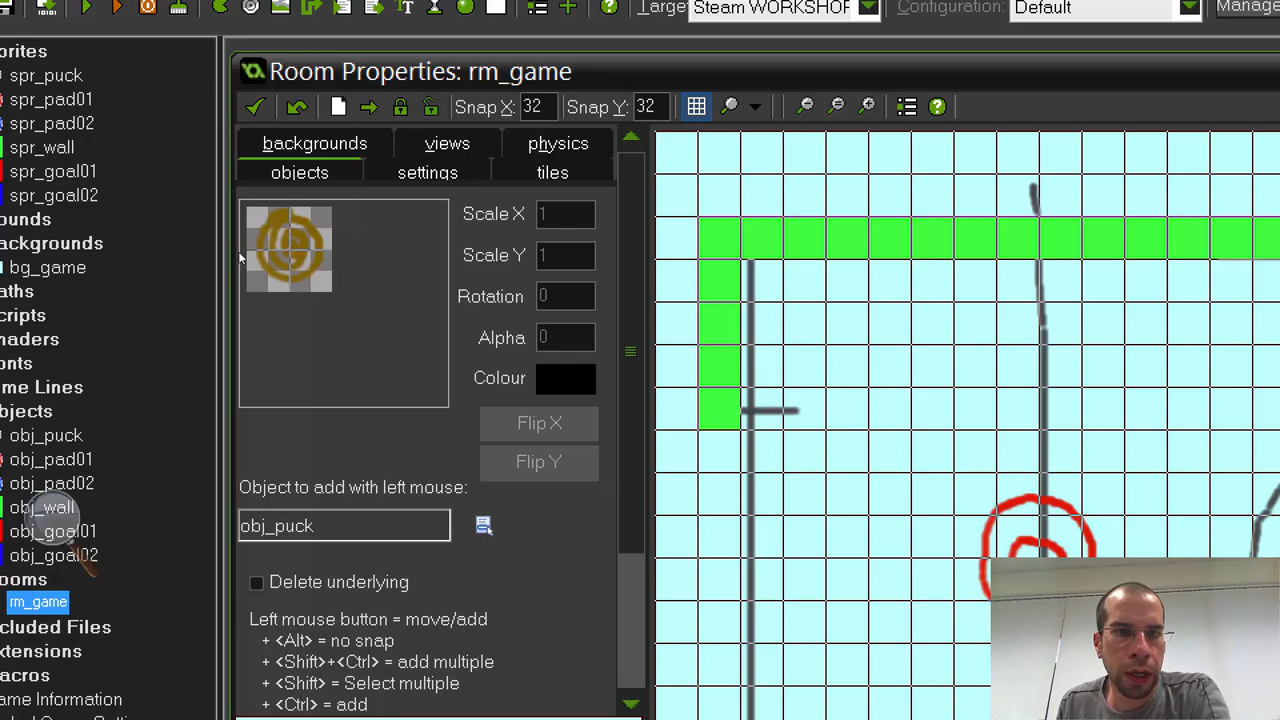 Target: Steam WORKSHOP Configuration: Default Manage
orites
spr_puck
spr_pad01
spr_pad02
spr_wall
spr_goal01
spr_goal02
ounds
ackgrounds
bg_game
aths
cripts
haders
onts
me Lines
bjects
obj_puck
obj_pad01
obj_pad02
obj_wall
obj_goal01
obj_goal02
ooms
rm_game
cluded Files
xtensions
acros
ame Information
Room Properties: rm_game
Snap X: 32 Snap Y: 32
backgrounds views physics
objects settings tiles
Scale X 1
Scale Y 1
Rotation 0
Alpha 0
Colour
Flip X
Flip Y
Object to add with left mouse:
obj_puck
Delete underlying
Left mouse button = move/add
+ <Alt> = no snap
+ <Shift>+<Ctrl> = add multiple
+ <Shift> = Select multiple
+ <Ctrl> = add